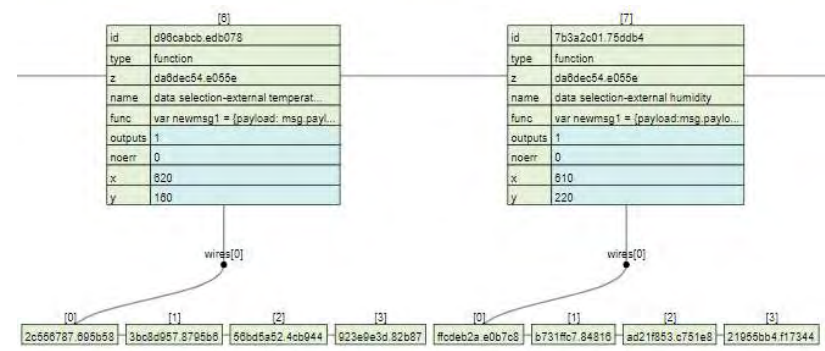 [6]
id d96cabcb.edb078
type function
z da6dec54.e055e
name data selection-external temperat...
func var newmsg1 = {payload: msg.payl...
outputs 1
noerr 0
x 620
y 160
wires[0]
[0] [1] [2] [3]
2c556787.695b58 3bc8d957.8795b6 56bd5a52.4cb944 923e9e3d.82b87
[7]
id 7b3a2c01.75ddb4
type function
z da6dec54.e055e
name data selection-external humidity
func var newmsg1 = {payload:msg.paylo...
outputs 1
noerr 0
x 610
y 220
wires[0]
[0] [1] [2] [3]
ffcdeb2a.e0b7c8 b731ffc7.84816 ad21f853.c751e8 21955bb4.f17344